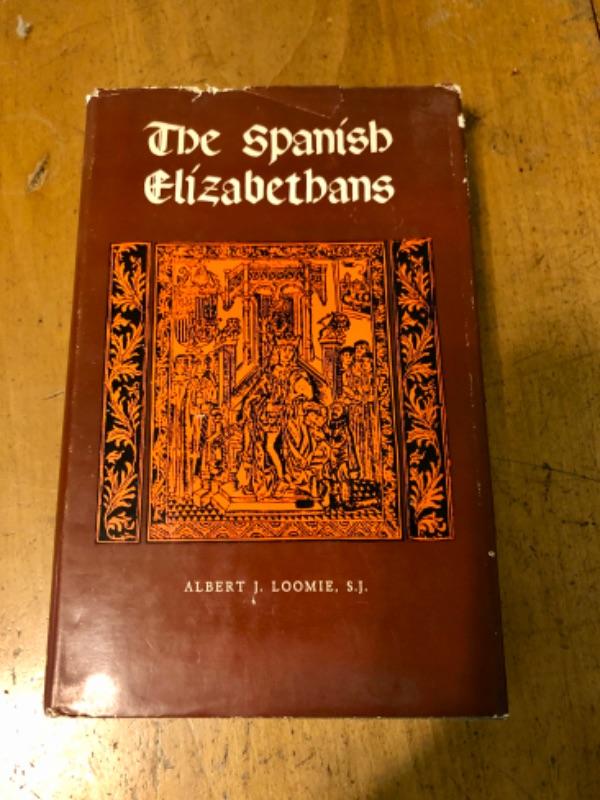 The Spanish
Elizabethans
ALBERT J. LOOMIE, S.J.